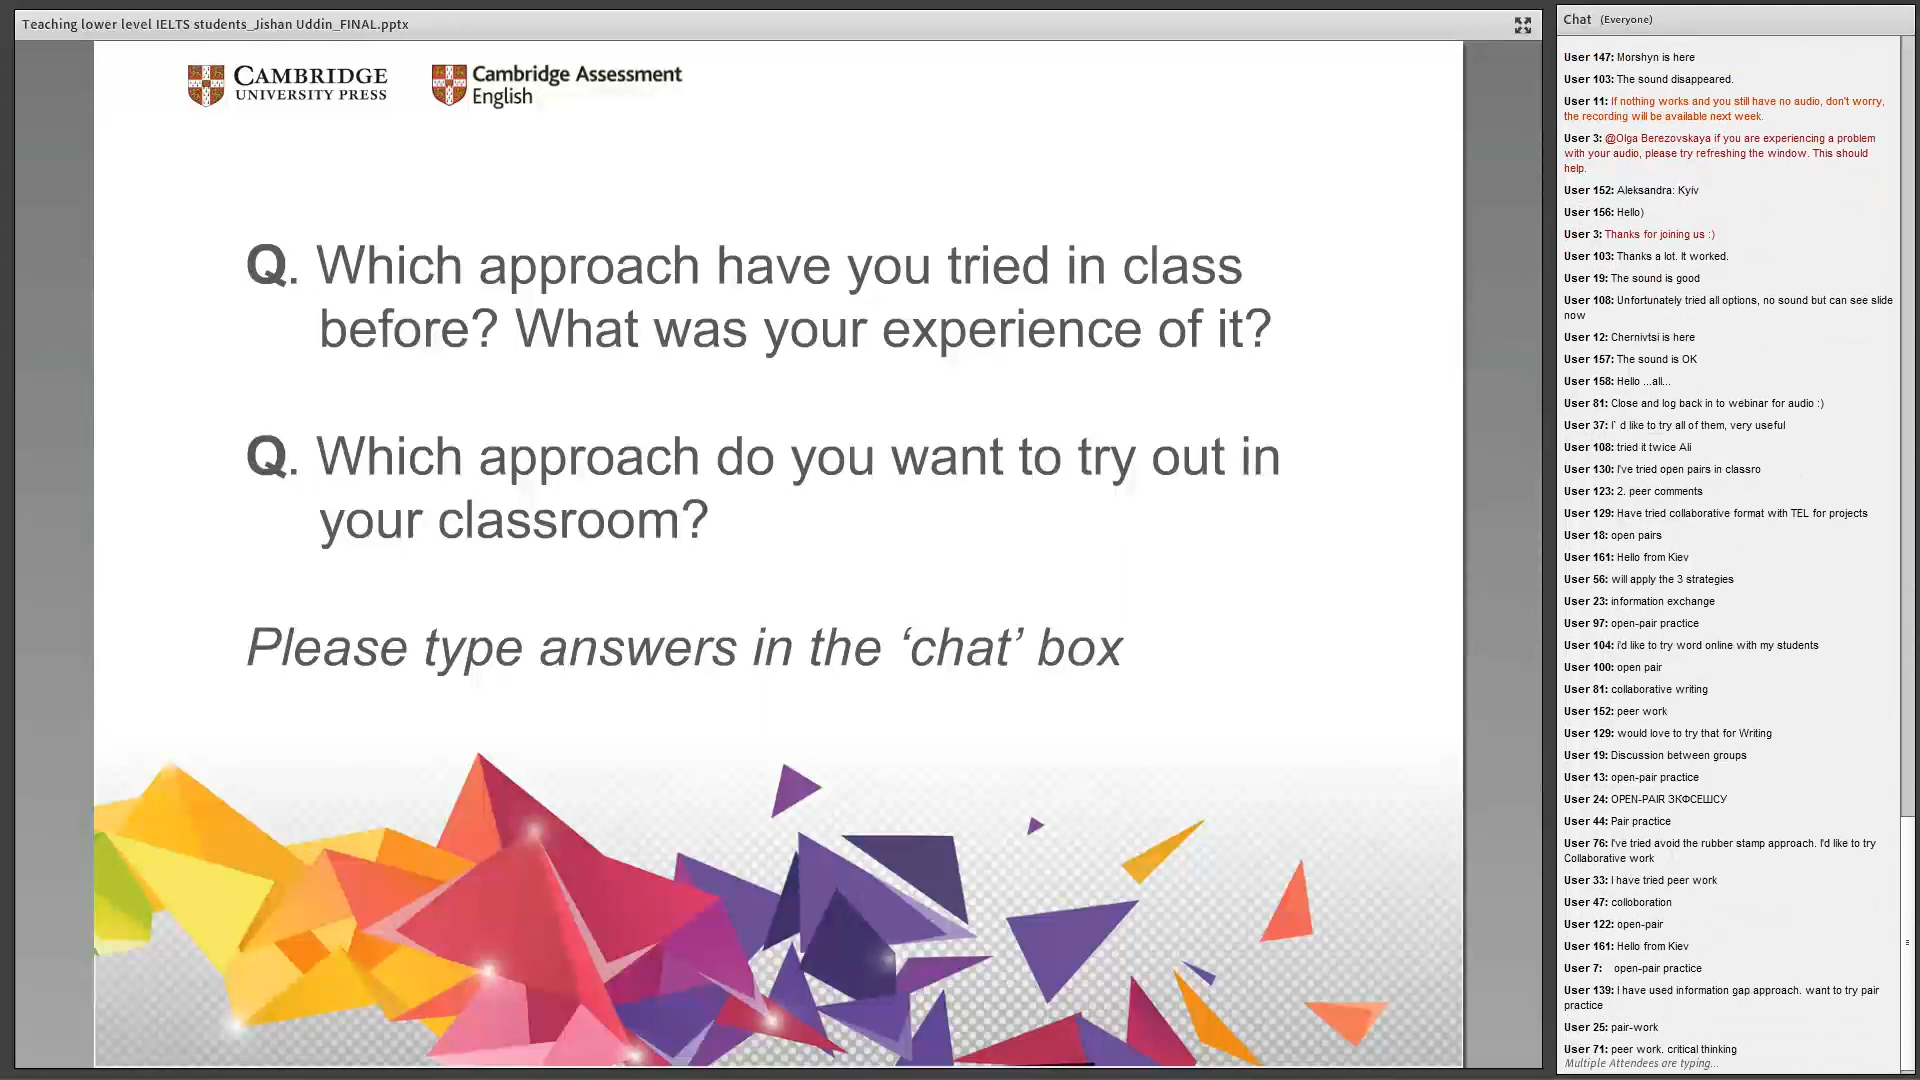 Teaching lower level IELTS students_Jishan Uddin_FINAL.pptx
CAMBRIDGE
UNIVERSITY PRESS
Cambridge Assessment
English
Q. Which approach have you tried in class
before? What was your experience of it?
Q. Which approach do you want to try out in
your classroom?
Please type answers in the ‘chat’ box
Chat (Everyone)
User 147: Morshyn is here
User 103: The sound disappeared.
User 11: If nothing works and you still have no audio, don't worry,
the recording will be available next week.
User 3: @Olga Berezovskaya if you are experiencing a problem
with your audio, please try refreshing the window. This should
help.
User 152: Aleksandra: Kyiv
User 156: Hello)
User 3: Thanks for joining us :)
User 103: Thanks a lot. It worked.
User 19: The sound is good
User 108: Unfortunately tried all options, no sound but can see slide
now
User 12: Chernivtsi is here
User 157: The sound is OK
User 158: Hello ...all...
User 81: Close and log back in to webinar for audio :)
User 37: I` d like to try all of them, very useful
User 108: tried it twice Ali
User 130: I've tried open pairs in classro
User 123: 2. peer comments
User 129: Have tried collaborative format with TEL for projects
User 18: open pairs
User 161: Hello from Kiev
User 56: will apply the 3 strategies
User 23: information exchange
User 97: open-pair practice
User 104: i'd like to try word online with my students
User 100: open pair
User 81: collaborative writing
User 152: peer work
User 129: would love to try that for Writing
User 19: Discussion between groups
User 13: open-pair practice
User 24: OPEN-PAIR ЗКФСЕШСУ
User 44: Pair practice
User 76: I've tried avoid the rubber stamp approach. I'd like to try
Collaborative work
User 33: I have tried peer work
User 47: colloboration
User 122: open-pair
User 161: Hello from Kiev
User 7: open-pair practice
User 139: I have used information gap approach. want to try pair
practice
User 25: pair-work
User 71: peer work. critical thinking
Multiple Attendees are typing...